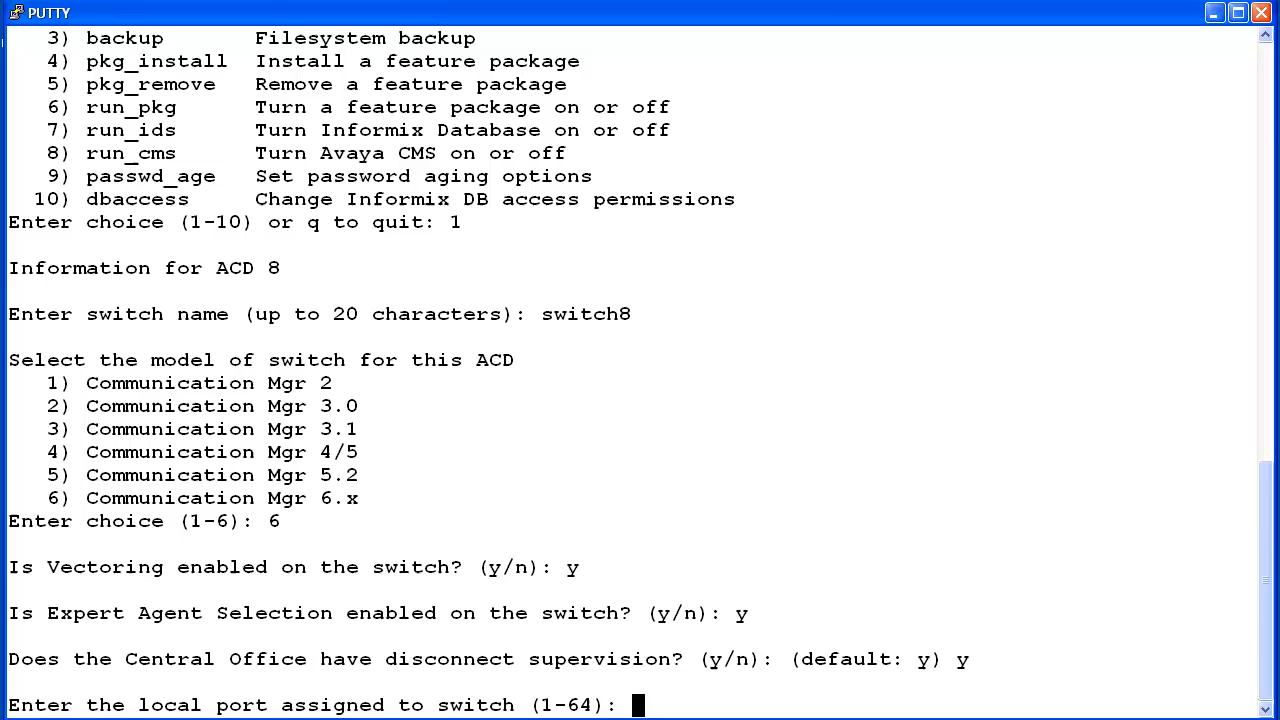 PUTTY
3) backup Filesystem backup
4) pkg_install Install a feature package
5) pkg_remove Remove a feature package
6) run_pkg Turn a feature package on or off
7) run_ids Turn Informix Database on or off
8) run_cms Turn Avaya CMS on or off
9) passwd_age Set password aging options
10) dbaccess Change Informix DB access permissions
Enter choice (1-10) or q to quit: 1
Information for ACD 8
Enter switch name (up to 20 characters): switch8
Select the model of switch for this ACD
1) Communication Mgr 2
2) Communication Mgr 3.0
3) Communication Mgr 3.1
4) Communication Mgr 4/5
5) Communication Mgr 5.2
6) Communication Mgr 6.x
Enter choice (1-6): 6
Is Vectoring enabled on the switch? (y/n): y
Is Expert Agent Selection enabled on the switch? (y/n): y
Does the Central Office have disconnect supervision? (y/n): (default: y) y
Enter the local port assigned to switch (1-64):